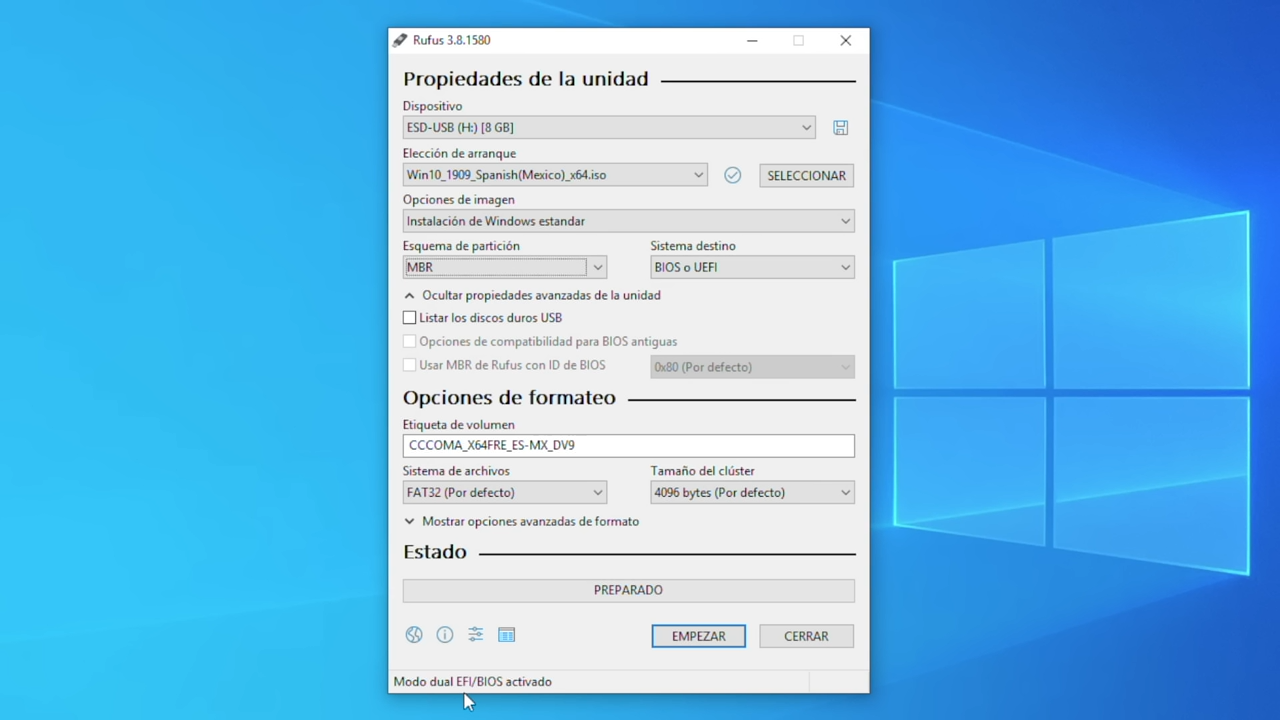 Rufus 3.8.1580
Propiedades de la unidad
Dispositivo
ESD-USB (H:) [8 GB]
Elección de arranque
Win10_1909_Spanish(Mexico)_x64.iso
SELECCIONAR
Opciones de imagen
Instalación de Windows estandar
Esquema de partición
Sistema destino
MBR
BIOS o UEFI
Ocultar propiedades avanzadas de la unidad
Listar los discos duros USB
Opciones de compatibilidad para BIOS antiguas
Usar MBR de Rufus con ID de BIOS
0x80 (Por defecto)
Opciones de formateo
Etiqueta de volumen
CCCOMA_X64FRE_ES-MX_DV9
Sistema de archivos
Tamaño del clúster
FAT32 (Por defecto)
4096 bytes (Por defecto)
Mostrar opciones avanzadas de formato
Estado
PREPARADO
EMPEZAR
CERRAR
Modo dual EFI/BIOS activado